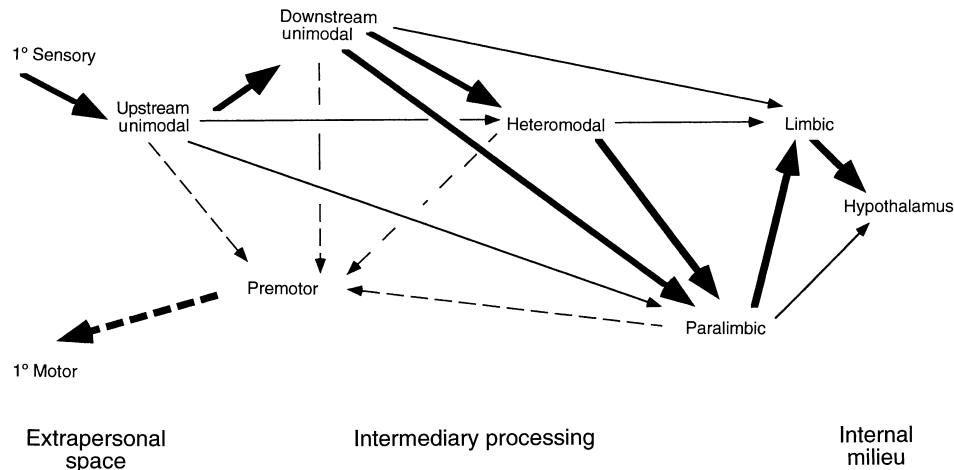 Downstream
unimodal
1° Sensory
Upstream
unimodal
Heteromodal
Limbic
Hypothalamus
Premotor
Paralimbic
1° Motor
Extrapersonal
space
Intermediary processing
Internal
milieu